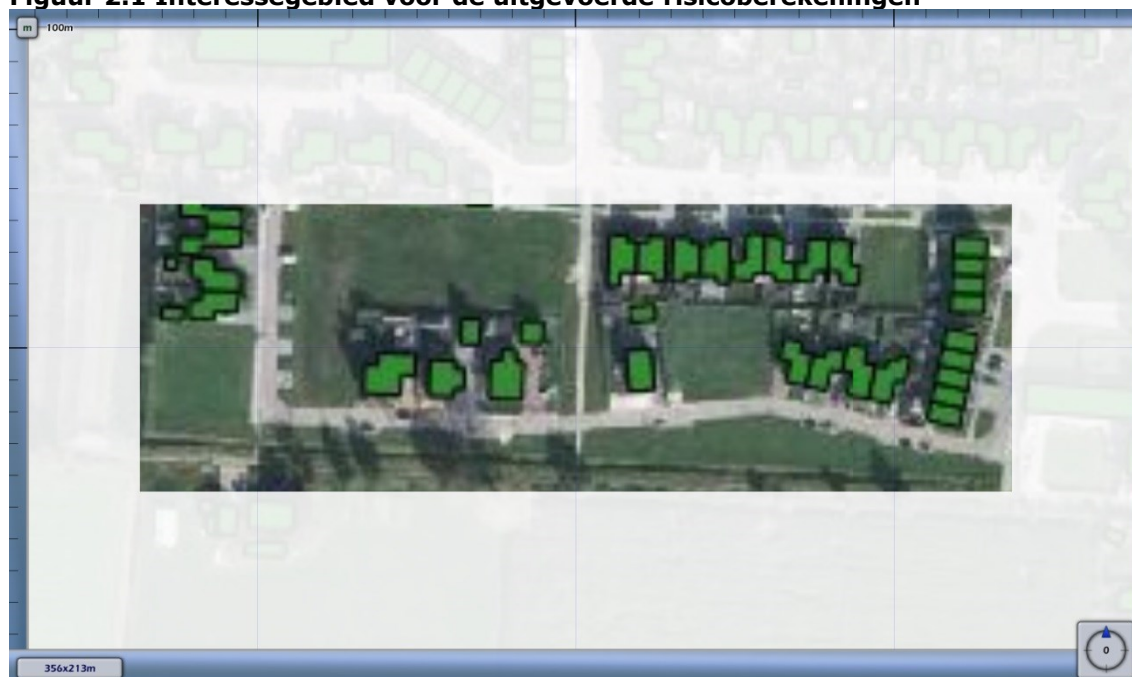 Figuur 2.1 Interessegebied voor de uitgevoerde risicoberekeningen
m
100m
356x213m
0